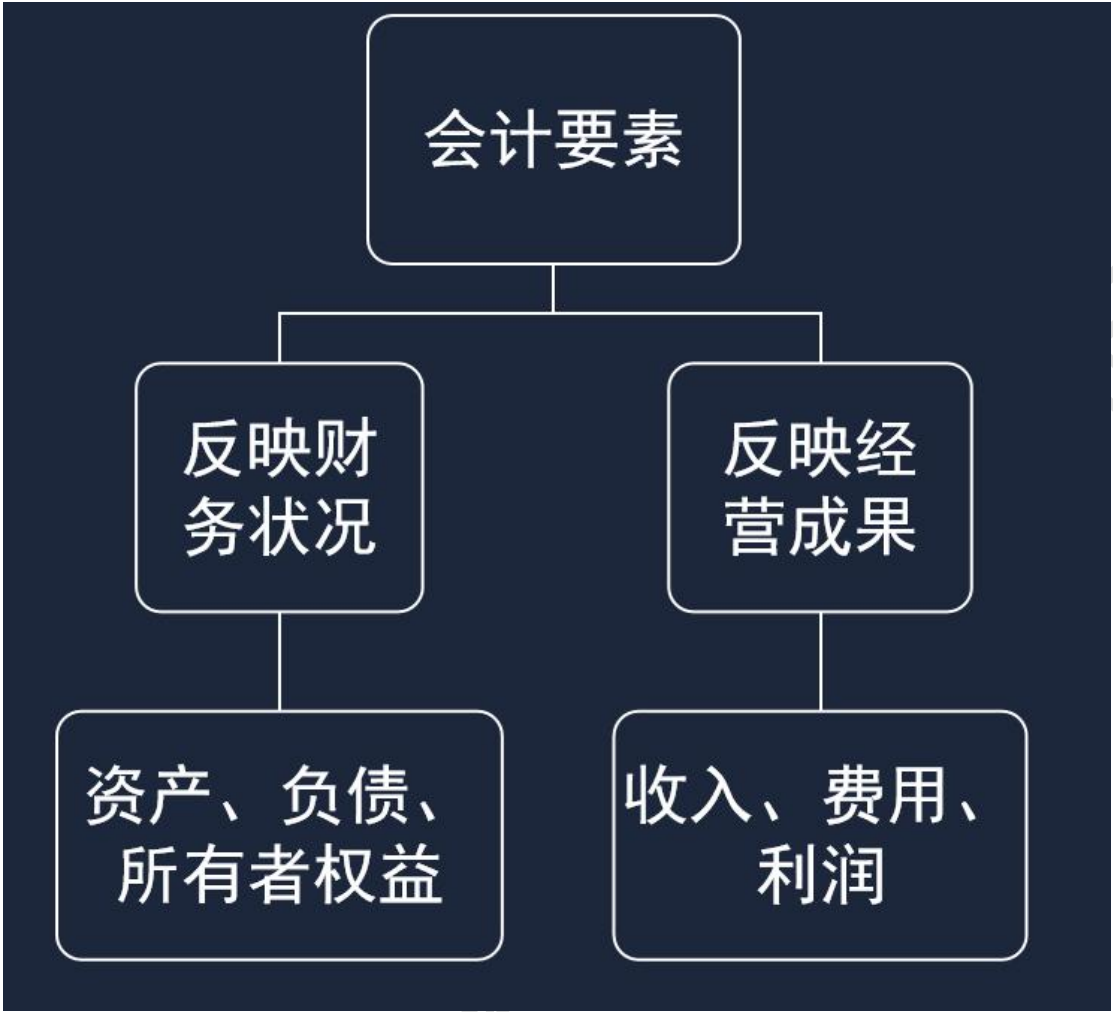 会计要素
反映财
务状况
反映经
营成果
资产、负债、
所有者权益
收入、费用、
利润